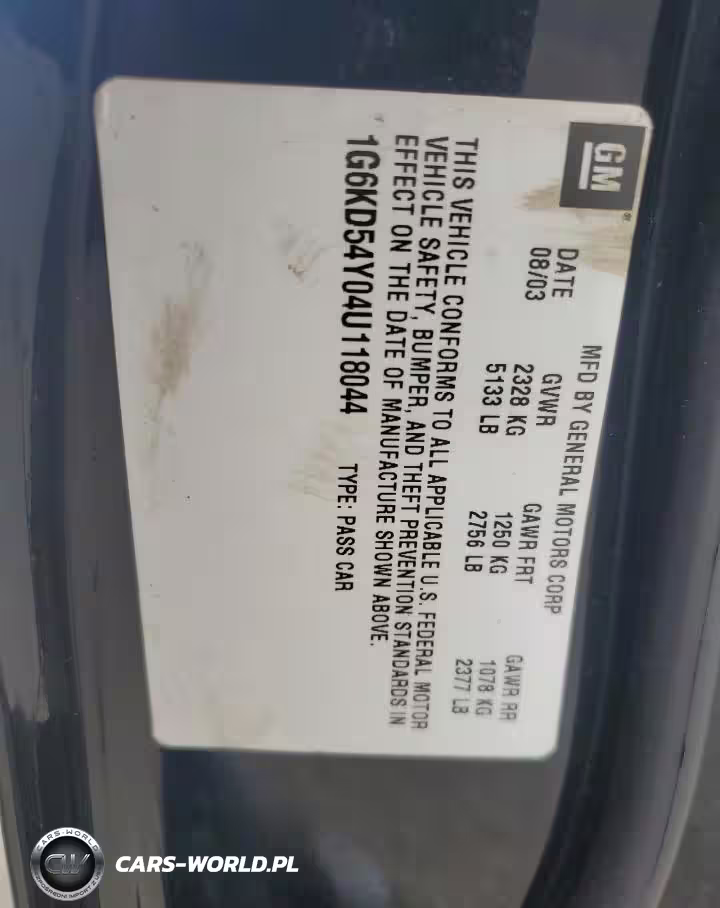 GM®
MFD BY GENERAL MOTORS CORP
DATE GVWR GAWR FRT GAWR RR
08/03 2328 KG 1250 KG 1078 KG
5133 LB 2756 LB 2377 LB
THIS VEHICLE CONFORMS TO ALL APPLICABLE U.S. FEDERAL MOTOR
VEHICLE SAFETY, BUMPER, AND THEFT PREVENTION STANDARDS IN
EFFECT ON THE DATE OF MANUFACTURE SHOWN ABOVE.
1G6KD54Y04U118044 TYPE: PASS CAR
CARS-WORLD
CW
CARS-WORLD.PL